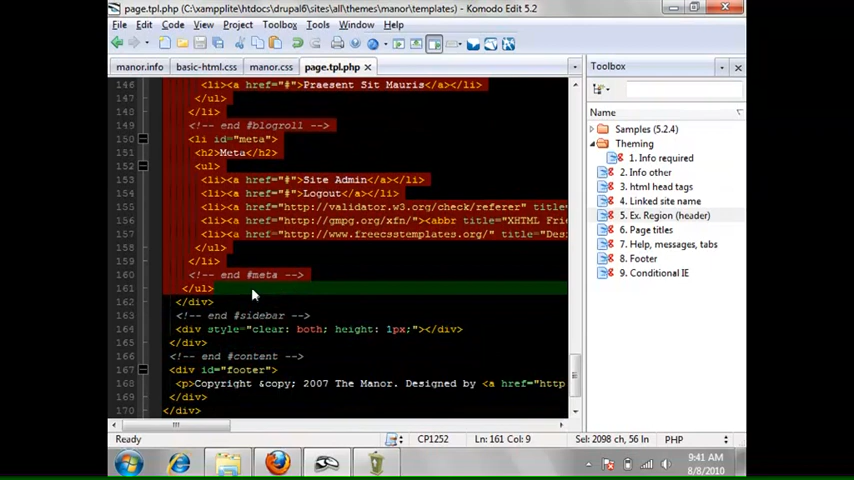 page.tpl.php (C:\xampplite\htdocs\drupal6\sites\all\themes\manor\templates) - Komodo Edit 5.2
File Edit Code View Project Toolbox Tools Window Help
manor.info basic-html.css manor.css page.tpl.php
146 <li><a href="#">Praesent Sit Mauris</a></li>
147 </ul>
148 </li>
149 <!-- end #blogroll -->
150 <li id="meta">
151 <h2>Meta</h2>
152 <ul>
153 <li><a href="#">Site Admin</a></li>
154 <li><a href="#">Logout</a></li>
155 <li><a href="http://validator.w3.org/check/referer" title
156 <li><a href="http://gmpg.org/xfn/"><abbr title="XHTML Frie
157 <li><a href="http://www.freecsstemplates.org/" title="Des
158 </ul>
159 </li>
160 <!-- end #meta -->
161 </ul>
162 </div>
163 <!-- end #sidebar -->
164 <div style="clear: both; height: 1px;"></div>
165 </div>
166 <!-- end #content -->
167 <div id="footer">
168 <p>Copyright &copy; 2007 The Manor. Designed by <a href="http
169 </div>
170 </div>
Toolbox
Name
Samples (5.2.4)
Theming
1. Info required
2. Info other
3. html head tags
4. Linked site name
5. Ex. Region (header)
6. Page titles
7. Help, messages, tabs
8. Footer
9. Conditional IE
Ready CP1252 Ln: 161 Col: 9 Sel: 2098 ch, 56 ln PHP
9:41 AM
8/8/2010